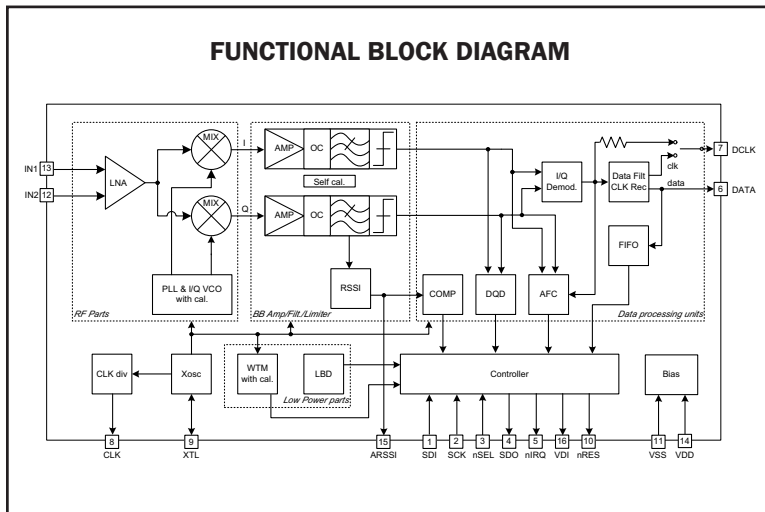 FUNCTIONAL BLOCK DIAGRAM
MIX
I
AMP
OC
7
DCLK
clk
IN1
13
LNA
Self cal.
I/Q
Demod.
Data Filt
CLK Rec
data
IN2
12
MIX
Q
AMP
OC
6
DATA
FIFO
PLL & I/Q VCO
with cal.
RSSI
COMP
DQD
AFC
RF Parts
BB Amp/Filt./Limiter
Data processing units
CLK div
Xosc
WTM
with cal.
LBD
Low Power parts
Controller
Bias
8
9
15
1
2
3
4
5
16
10
11
14
CLK
XTL
ARSSI
SDI
SCK
nSEL
SDO
nIRQ
VDI
nRES
VSS
VDD